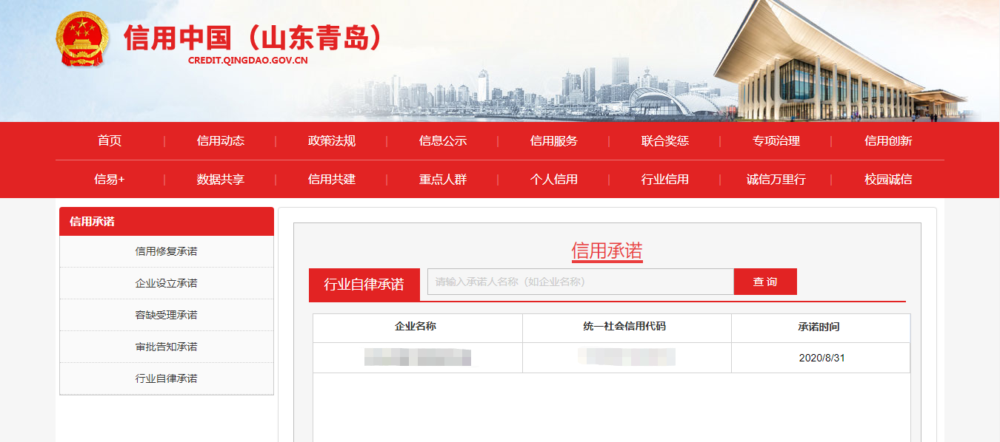 信用中国（山东青岛）
CREDIT.QINGDAO.GOV.CN
首页 | 信用动态 | 政策法规 | 信息公示 | 信用服务 | 联合奖惩 | 专项治理 | 信用创新
信易+ | 数据共享 | 信用共建 | 重点人群 | 个人信用 | 行业信用 | 诚信万里行 | 校园诚信
信用承诺
信用修复承诺
企业设立承诺
容缺受理承诺
审批告知承诺
行业自律承诺
信用承诺
行业自律承诺 请输入承诺人名称（如企业名称） 查 询
企业名称 统一社会信用代码 承诺时间
2020/8/31